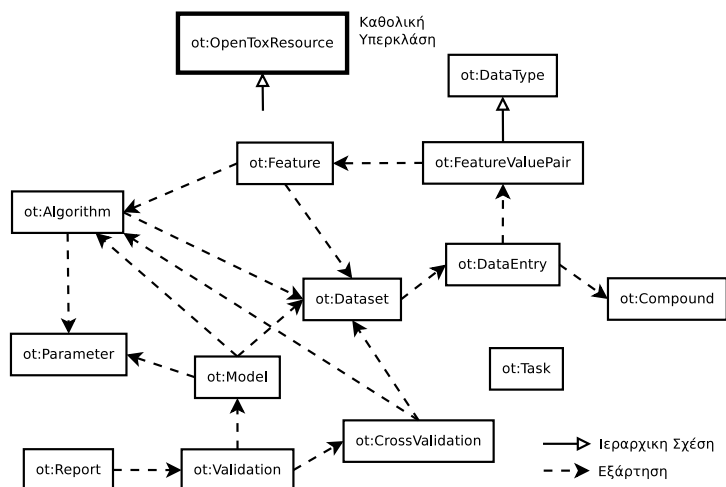 Καθολική
Υπερκλάση
ot:OpenToxResource
ot:DataType
ot:Feature
ot:FeatureValuePair
ot:Algorithm
ot:DataEntry
ot:Dataset
ot:Compound
ot:Parameter
ot:Model
ot:Task
ot:CrossValidation
ot:Report
ot:Validation
Ιεραρχικη Σχέση
Εξάρτηση